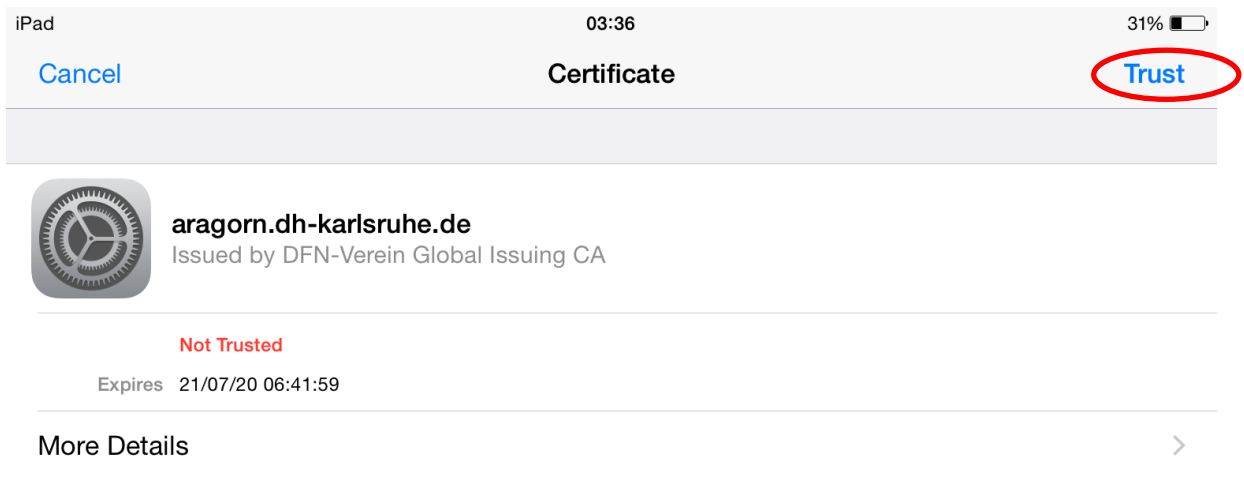 iPad 03:36 31%
Cancel Certificate Trust
aragorn.dh-karlsruhe.de
Issued by DFN-Verein Global Issuing CA
Not Trusted
Expires 21/07/20 06:41:59
More Details